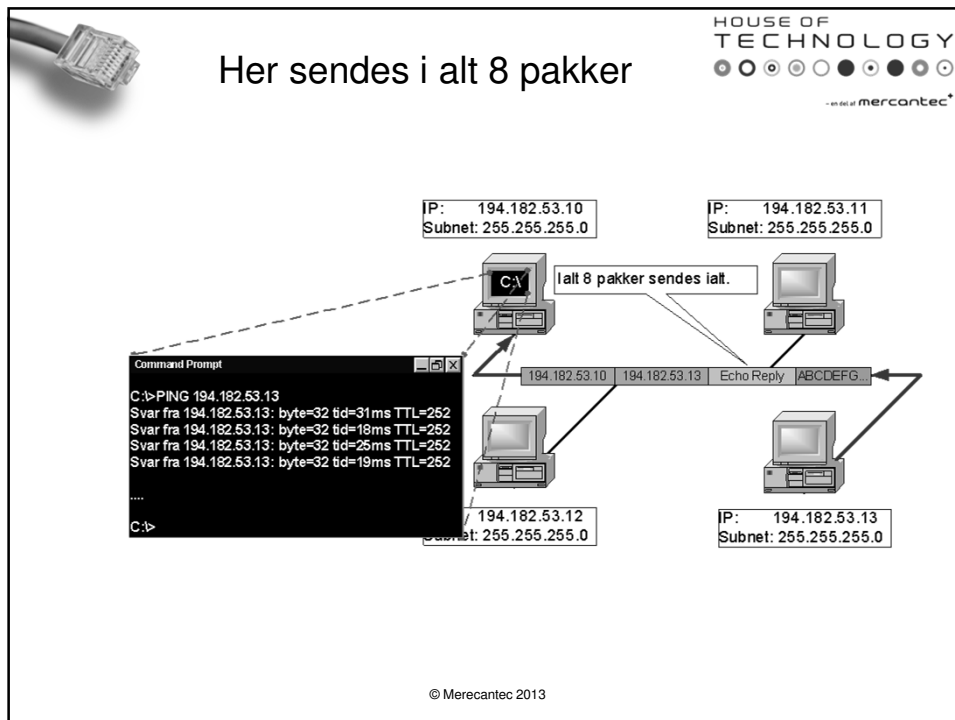 HOUSE OF
TECHNOLOGY
– en del af mercantec+
Her sendes i alt 8 pakker
IP: 194.182.53.10
Subnet: 255.255.255.0
IP: 194.182.53.11
Subnet: 255.255.255.0
C:\
Ialt 8 pakker sendes iatt.
Command Prompt
C:\>PING 194.182.53.13
Svar fra 194.182.53.13: byte=32 tid=31ms TTL=252
Svar fra 194.182.53.13: byte=32 tid=18ms TTL=252
Svar fra 194.182.53.13: byte=32 tid=25ms TTL=252
Svar fra 194.182.53.13: byte=32 tid=19ms TTL=252
....
C:\>
194.182.53.10 194.182.53.13 Echo Reply ABCDEFG...
194.182.53.12
Subnet: 255.255.255.0
IP: 194.182.53.13
Subnet: 255.255.255.0
© Merecantec 2013